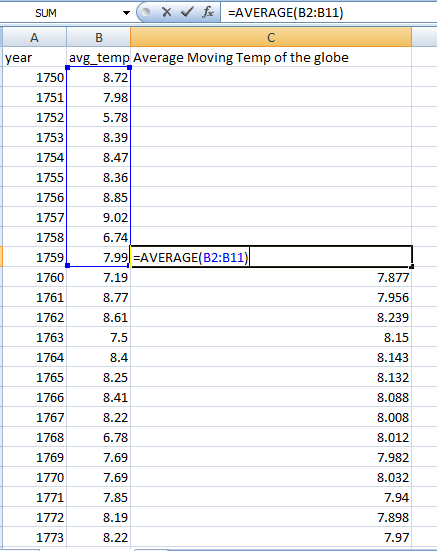 SUM =AVERAGE(B2:B11)
A B C
year avg_temp Average Moving Temp of the globe
1750 8.72
1751 7.98
1752 5.78
1753 8.39
1754 8.47
1755 8.36
1756 8.85
1757 9.02
1758 6.74
1759 7.99 =AVERAGE(B2:B11)
1760 7.19 7.877
1761 8.77 7.956
1762 8.61 8.239
1763 7.5 8.15
1764 8.4 8.143
1765 8.25 8.132
1766 8.41 8.088
1767 8.22 8.008
1768 6.78 8.012
1769 7.69 7.982
1770 7.69 8.032
1771 7.85 7.94
1772 8.19 7.898
1773 8.22 7.97